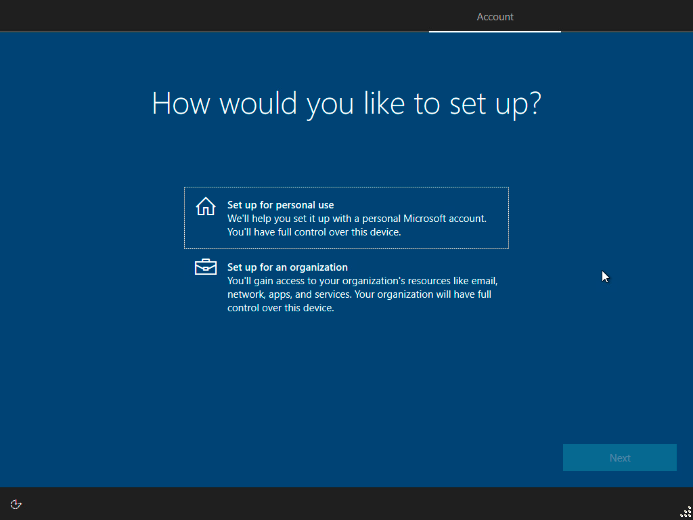 Account
How would you like to set up?
Set up for personal use
We'll help you set it up with a personal Microsoft account.
You'll have full control over this device.
Set up for an organization
You'll gain access to your organization's resources like email,
network, apps, and services. Your organization will have full
control over this device.
Next